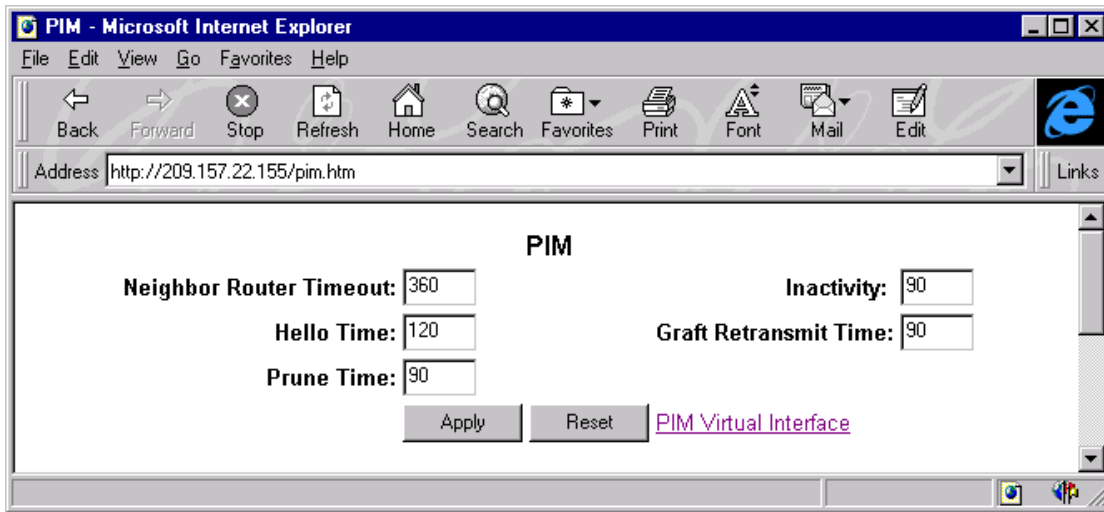 PIM - Microsoft Internet Explorer
File Edit View Go Favorites Help
Back Forward Stop Refresh Home Search Favorites Print Font Mail Edit
Address http://209.157.22.155/pim.htm Links
PIM
Neighbor Router Timeout: 360 Inactivity: 90
Hello Time: 120 Graft Retransmit Time: 90
Prune Time: 90
Apply Reset PIM Virtual Interface